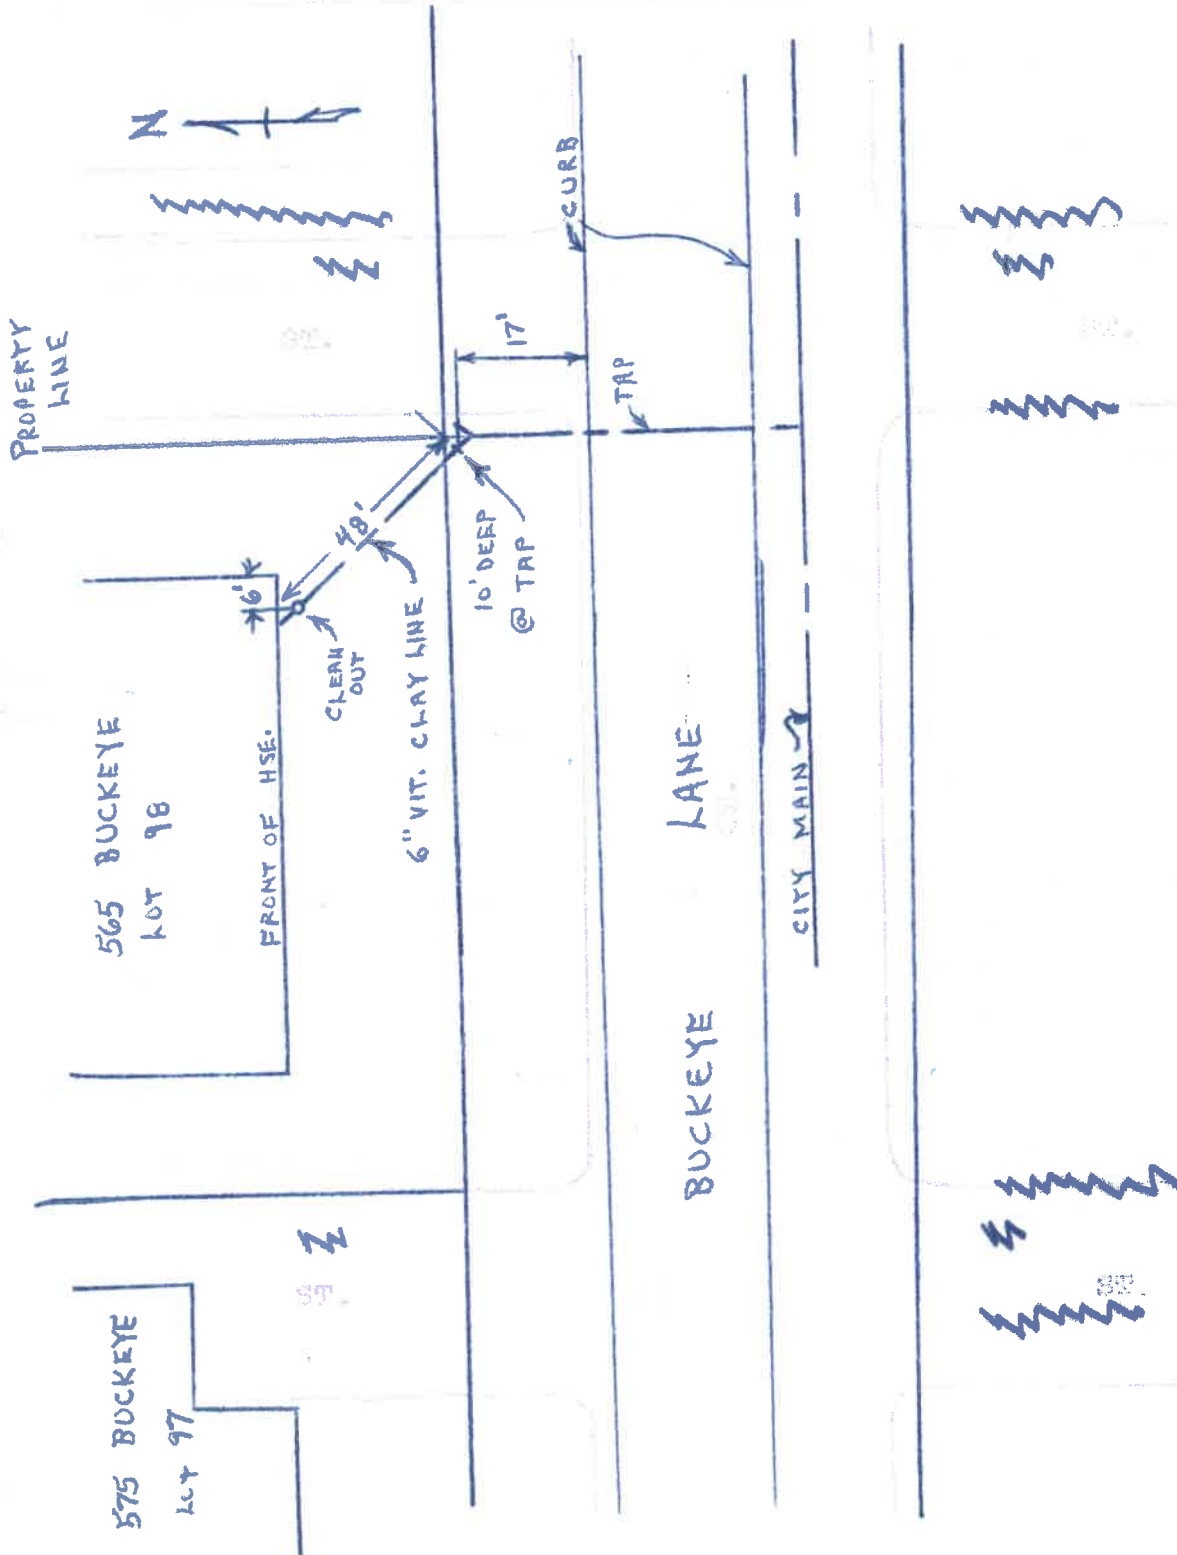 N
PROPERTY
LINE
CURB
17'
TAP
48'
6'
10' DEEP
@ TAP
CLEAN
OUT
6" VIT. CLAY LINE
565 BUCKEYE
LOT 98
FRONT OF HSE.
BUCKEYE LANE
CITY MAIN
575 BUCKEYE
LOT 97